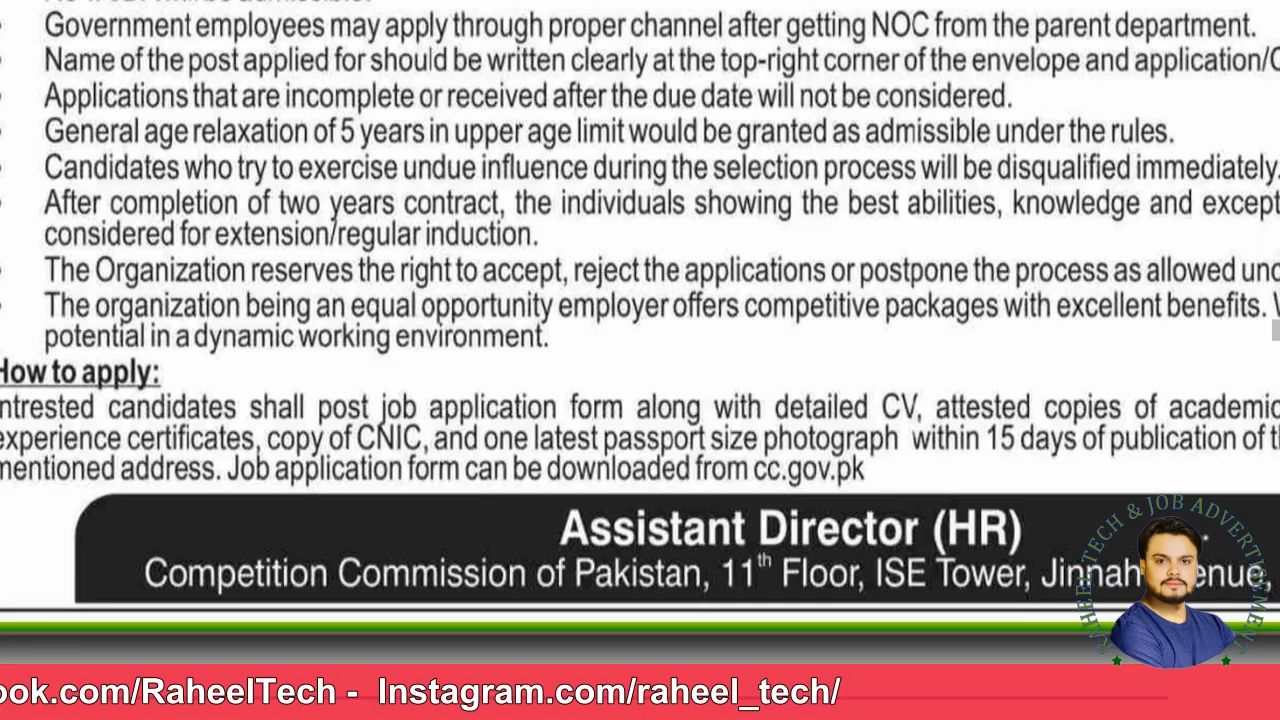 Government employees may apply through proper channel after getting NOC from the parent department.
Name of the post applied for should be written clearly at the top-right corner of the envelope and application/
Applications that are incomplete or received after the due date will not be considered.
General age relaxation of 5 years in upper age limit would be granted as admissible under the rules.
Candidates who try to exercise undue influence during the selection process will be disqualified immediately.
After completion of two years contract, the individuals showing the best abilities, knowledge and except
considered for extension/regular induction.
The Organization reserves the right to accept, reject the applications or postpone the process as allowed und
The organization being an equal opportunity employer offers competitive packages with excellent benefits.
potential in a dynamic working environment.
How to apply:
ntrested candidates shall post job application form along with detailed CV, attested copies of academic
experience certificates, copy of CNIC, and one latest passport size photograph within 15 days of publication of
mentioned address. Job application form can be downloaded from cc.gov.pk
Assistant Director (HR)
Competition Commission of Pakistan, 11th Floor, ISE Tower, Jinnah enue,
RAHEEL TECH & JOB ADVERTISEMENT
ook.com/RaheelTech - Instagram.com/raheel_tech/